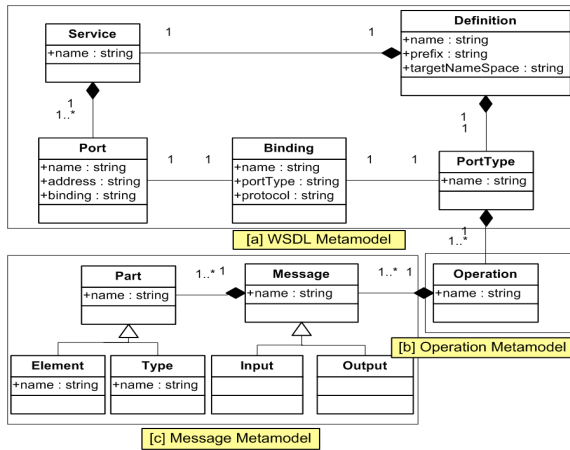 Service
+name : string
1
1
Definition
+name : string
+prefix : string
+targetNameSpace : string
1
1..*
1
1
Port
+name : string
+address : string
+binding : string
1
1
Binding
+name : string
+portType : string
+protocol : string
1
1
PortType
+name : string
1
1..*
[a] WSDL Metamodel
Part
+name : string
1..*
1
Message
+name : string
1..*
1
Operation
+name : string
[b] Operation Metamodel
Element
+name : string
Type
+name : string
Input
Output
[c] Message Metamodel